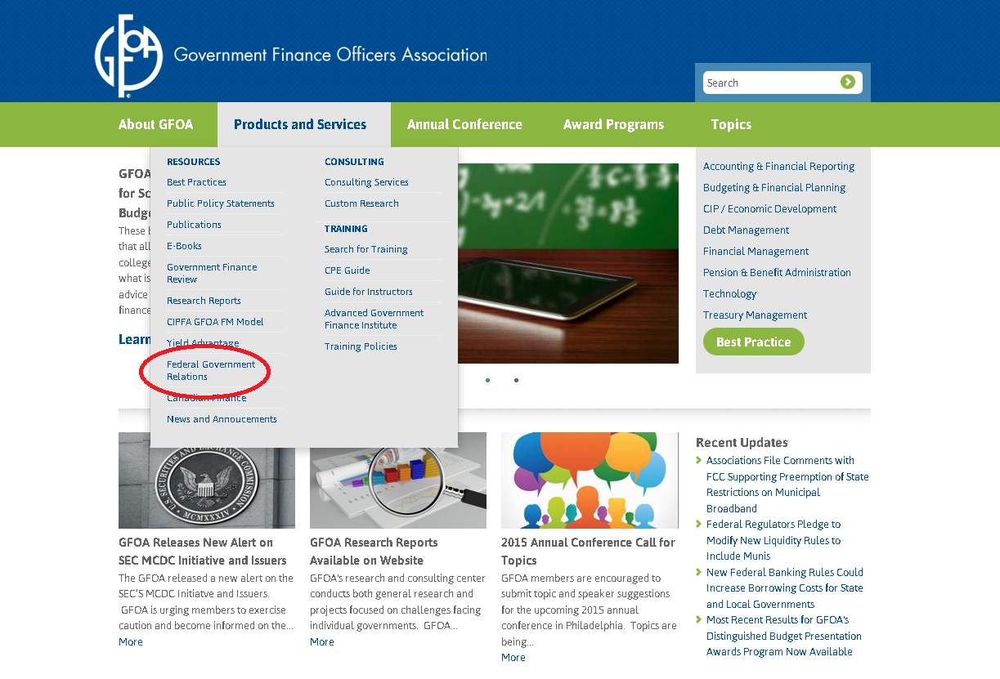 GFOA
Government Finance Officers Association
Search
About GFOA
Products and Services
Annual Conference
Award Programs
Topics
RESOURCES
Best Practices
Public Policy Statements
Publications
E-Books
Government Finance
Review
Research Reports
CIPFA GFOA FM Model
Yield Advantage
Federal Government
Relations
Canadian Finance
News and Annoucements
CONSULTING
Consulting Services
Custom Research
TRAINING
Search for Training
CPE Guide
Guide for Instructors
Advanced Government
Finance Institute
Training Policies
GFOA
for Sc
Budge
These b
that all
college
what is
advice
finance
Learn
Accounting & Financial Reporting
Budgeting & Financial Planning
CIP / Economic Development
Debt Management
Financial Management
Pension & Benefit Administration
Technology
Treasury Management
Best Practice
U.S. SECURITIES AND EXCHANGE COMMISSION
MCMXXXIV
GFOA Releases New Alert on
SEC MCDC Initiative and Issuers
The GFOA released a new alert on the
SEC'S MCDC Initiatve and Issuers.
GFOA is urging members to exercise
caution and become informed on the...
More
GFOA Research Reports
Available on Website
GFOA's research and consulting center
conducts both general research and
projects focused on challenges facing
individual governments. GFOA...
More
2015 Annual Conference Call for
Topics
GFOA members are encouraged to
submit topic and speaker suggestions
for the upcoming 2015 annual
conference in Philadelphia. Topics are
being...
More
Recent Updates
Associations File Comments with
FCC Supporting Preemption of State
Restrictions on Municipal
Broadband
Federal Regulators Pledge to
Modify New Liquidity Rules to
Include Munis
New Federal Banking Rules Could
Increase Borrowing Costs for State
and Local Governments
Most Recent Results for GFOA's
Distinguished Budget Presentation
Awards Program Now Available